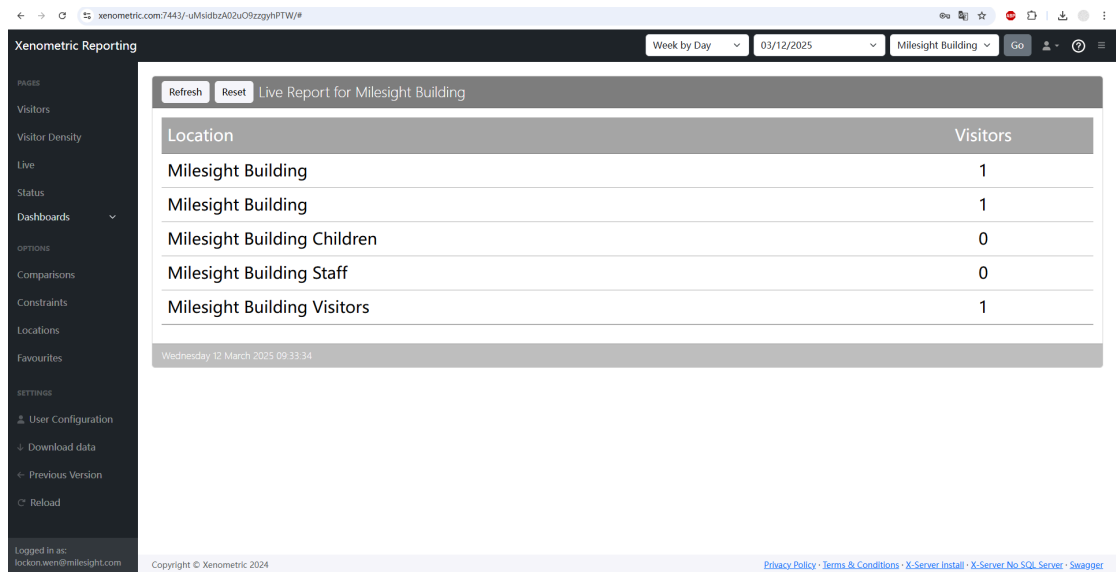 xenometric.com:7443/-uMsidbzA02uO9zzgyhPTW/#
Xenometric Reporting
Week by Day
03/12/2025
Milesight Building
Go
PAGES
Visitors
Visitor Density
Live
Status
Dashboards
OPTIONS
Comparisons
Constraints
Locations
Favourites
SETTINGS
User Configuration
Download data
Previous Version
Reload
Logged in as:
lockon.wen@milesight.com
Refresh Reset Live Report for Milesight Building
Location Visitors
Milesight Building 1
Milesight Building 1
Milesight Building Children 0
Milesight Building Staff 0
Milesight Building Visitors 1
Wednesday 12 March 2025 09:33:34
Copyright © Xenometric 2024
Privacy Policy · Terms & Conditions · X-Server install · X-Server No SQL Server · Swagger